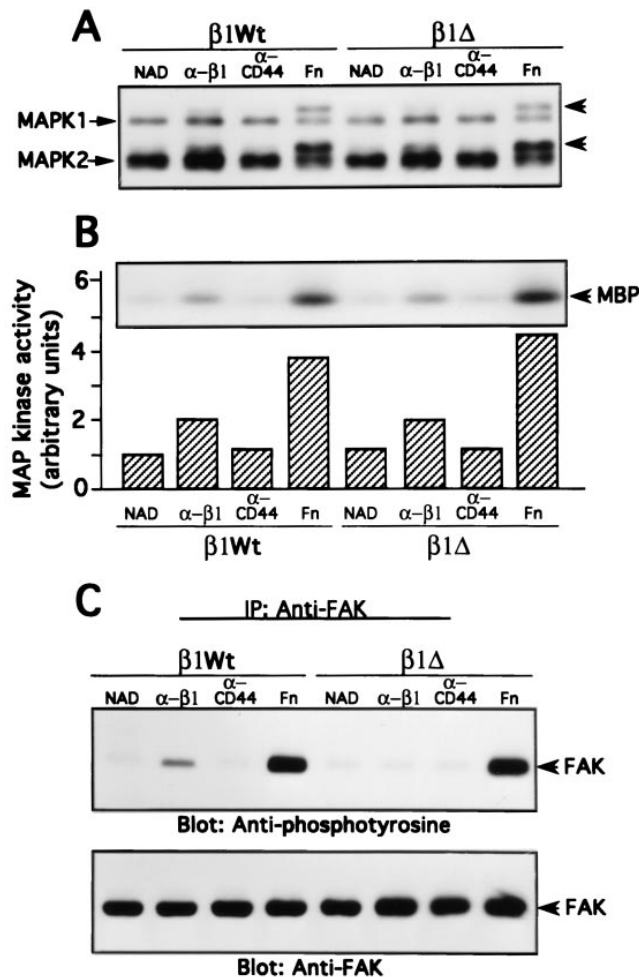 A
β1Wt β1Δ
NAD α-β1 α-CD44 Fn NAD α-β1 α-CD44 Fn
MAPK1
MAPK2
B
MAP kinase activity
(arbitrary units)
6
4
2
0
MBP
NAD α-β1 α-CD44 Fn NAD α-β1 α-CD44 Fn
β1Wt β1Δ
C
IP: Anti-FAK
β1Wt β1Δ
NAD α-β1 α-CD44 Fn NAD α-β1 α-CD44 Fn
FAK
Blot: Anti-phosphotyrosine
FAK
Blot: Anti-FAK